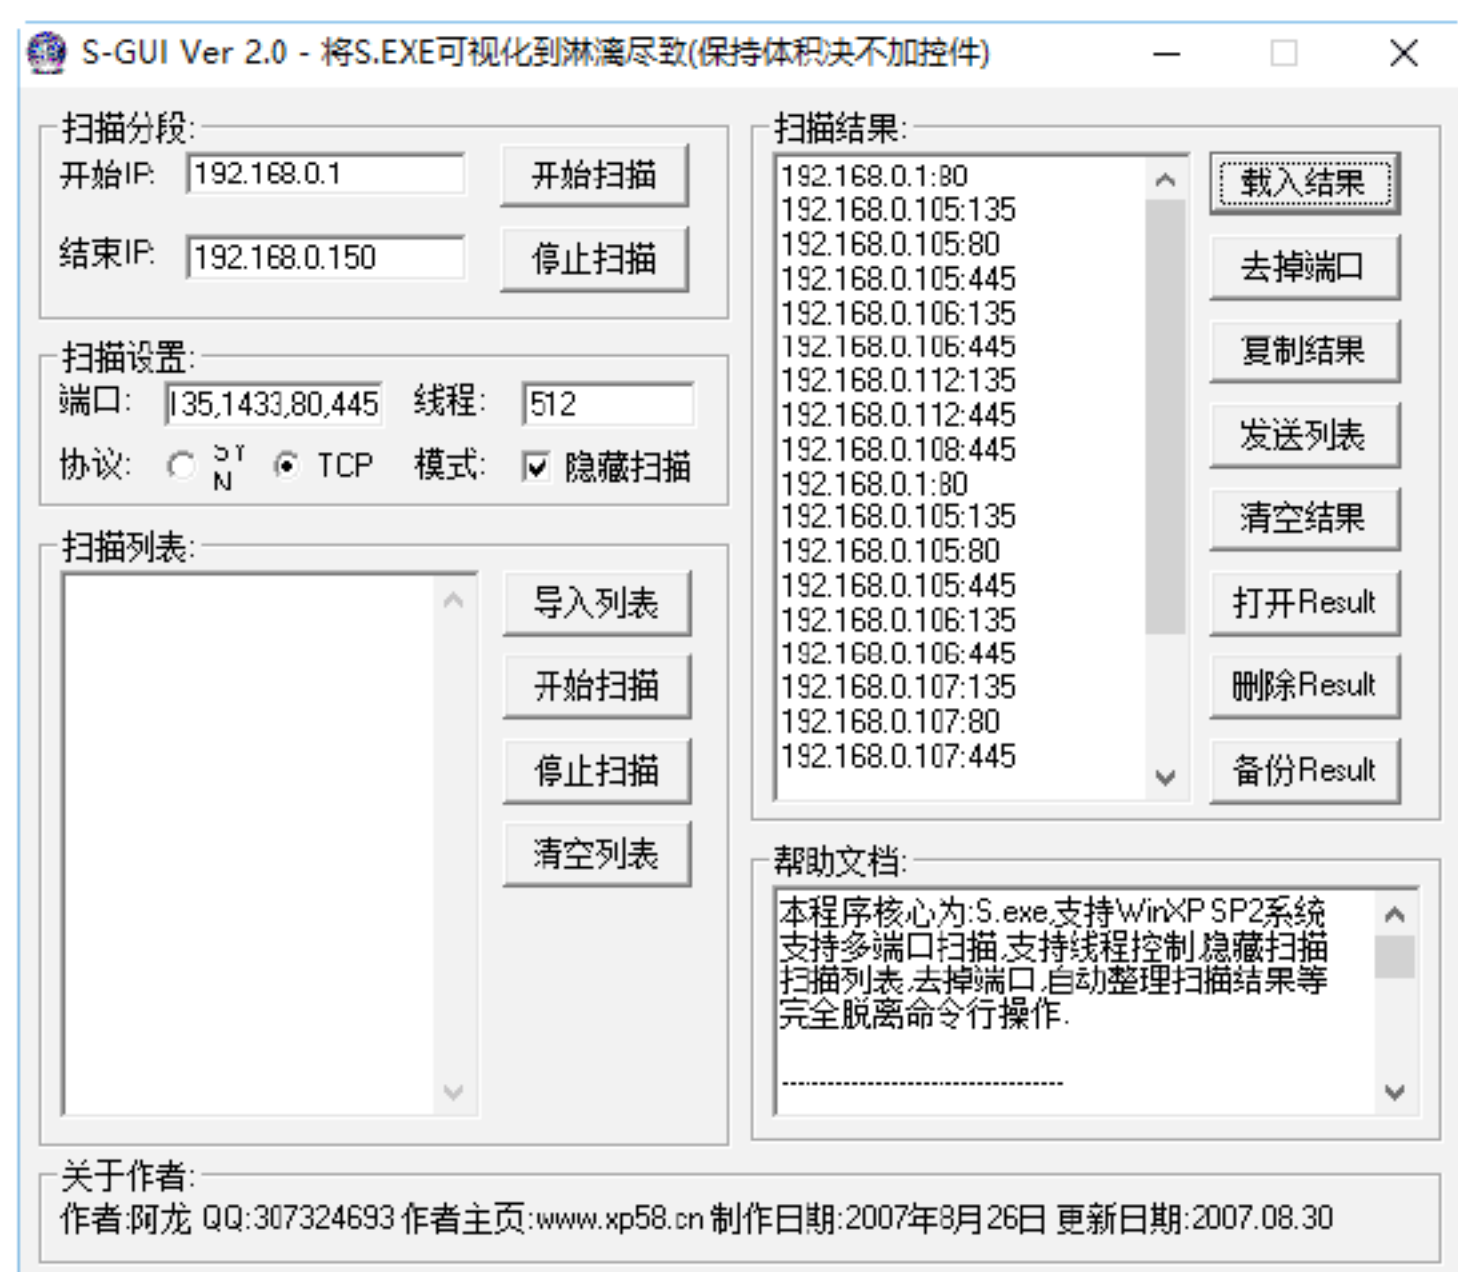 S-GUI Ver 2.0 - 将S.EXE可视化到淋漓尽致(保持体积决不加控件)
扫描分段:
开始IP:
192.168.0.1
开始扫描
结束IP:
192.168.0.150
停止扫描
扫描设置:
端口:
135,1433,80,445
线程:
512
协议:
SY
N
TCP
模式:
隐藏扫描
扫描列表:
导入列表
开始扫描
停止扫描
清空列表
扫描结果:
192.168.0.1:80
192.168.0.105:135
192.168.0.105:80
192.168.0.105:445
192.168.0.106:135
192.168.0.106:445
192.168.0.112:135
192.168.0.112:445
192.168.0.108:445
192.168.0.1:80
192.168.0.105:135
192.168.0.105:80
192.168.0.105:445
192.168.0.106:135
192.168.0.106:445
192.168.0.107:135
192.168.0.107:80
192.168.0.107:445
载入结果
去掉端口
复制结果
发送列表
清空结果
打开Result
删除Result
备份Result
帮助文档:
本程序核心为:S.exe,支持WinXP SP2系统
支持多端口扫描,支持线程控制,隐藏扫描
扫描列表,去掉端口,自动整理扫描结果等
完全脱离命令行操作.
----------------------------------
关于作者:
作者:阿龙 QQ:307324693 作者主页:www.xp58.cn 制作日期:2007年8月26日 更新日期:2007.08.30